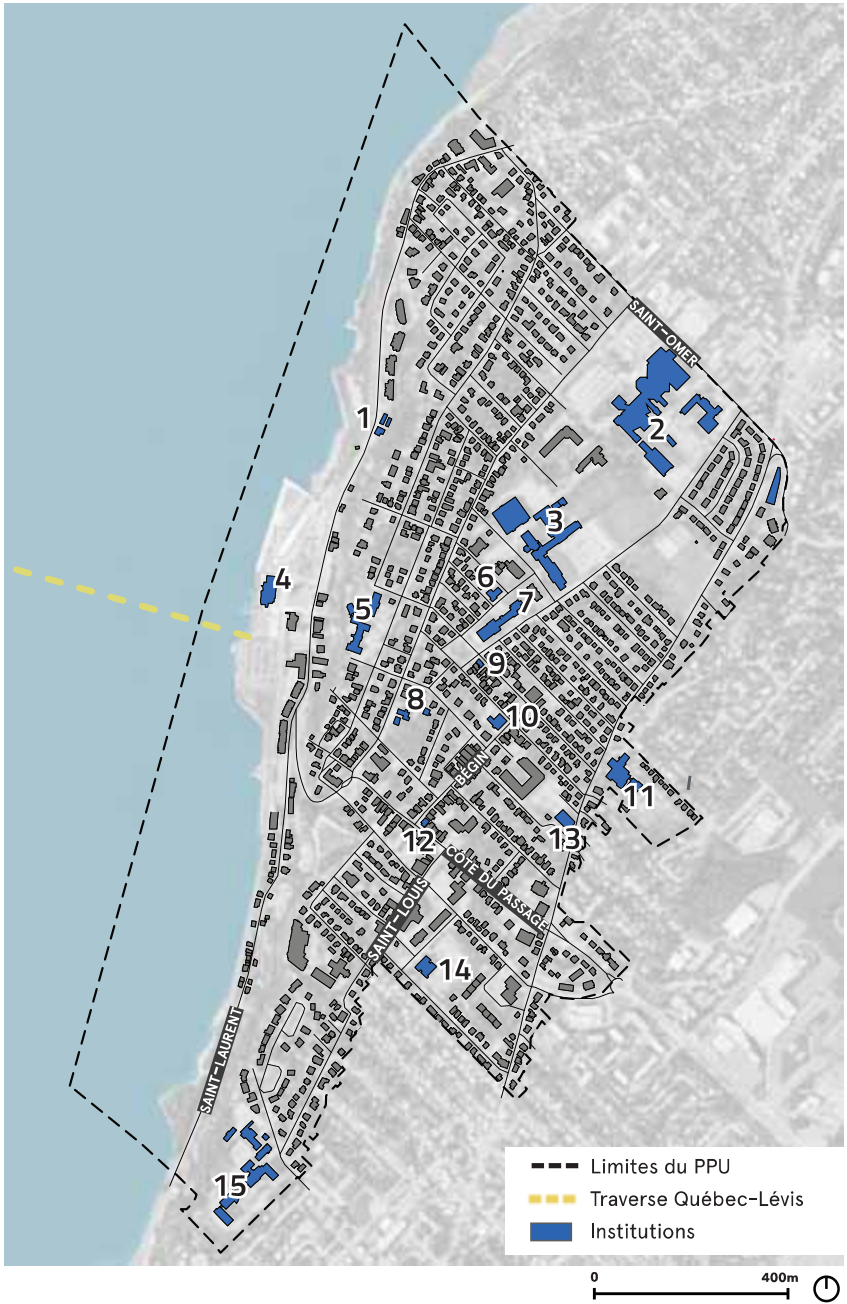 SAINT-OMER
1
2
3
4
5
6
7
8
9
10
BÉGIN
11
12
13
CÔTE DU PASSAGE
SAINT-LOUIS
14
SAINT-LAURENT
15
Limites du PPU
Traverse Québec-Lévis
Institutions
0 400m